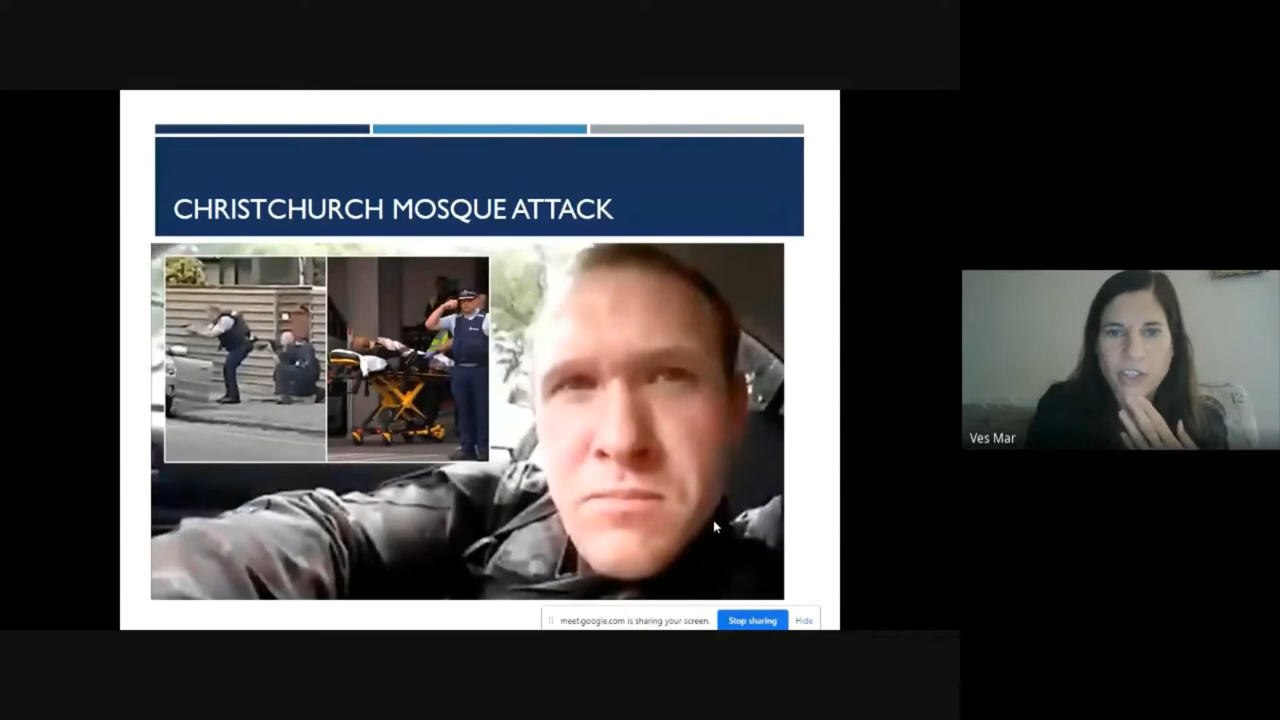 CHRISTCHURCH MOSQUE ATTACK
Ves Mar
meet.google.com is sharing your screen.
Stop sharing
Hide